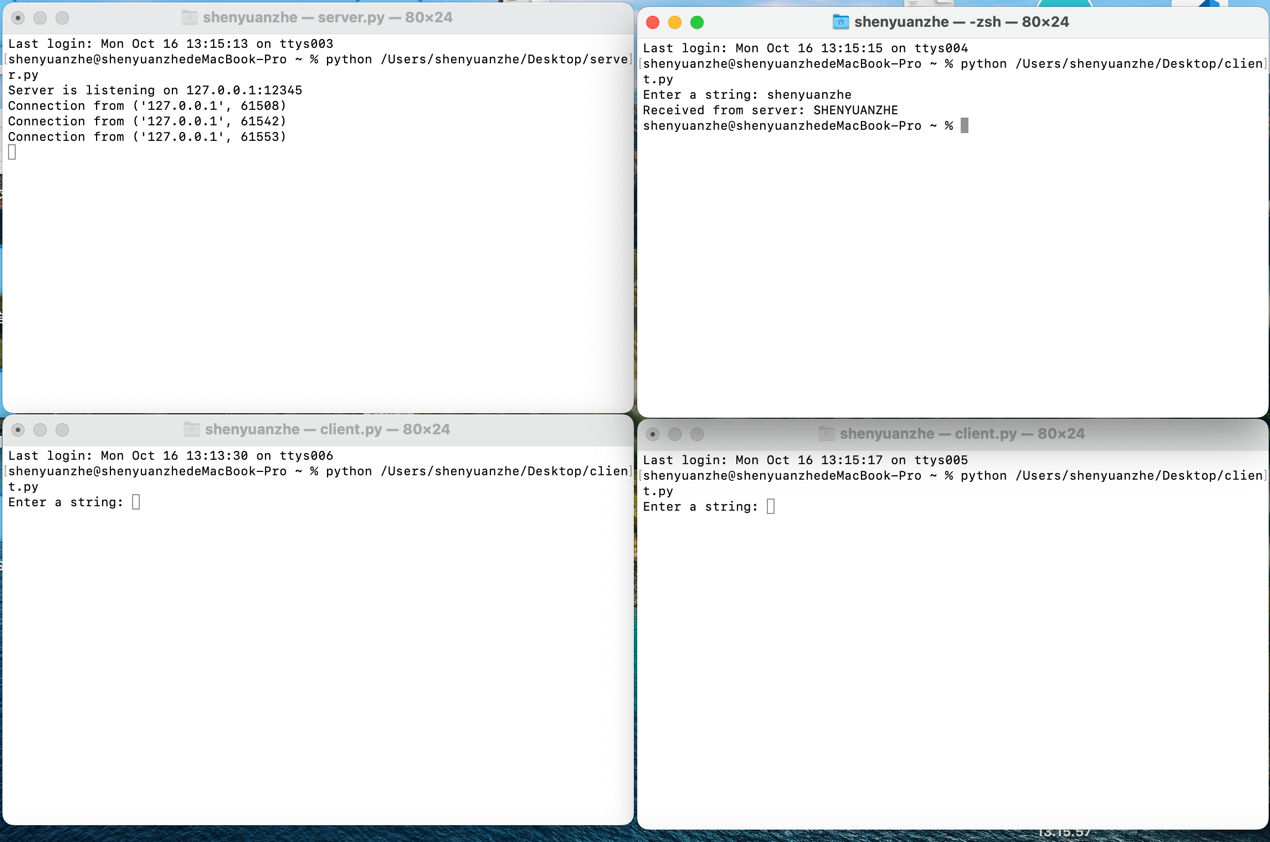 shenyuanzhe — server.py — 80×24
Last login: Mon Oct 16 13:15:13 on ttys003
[shenyuanzhe@shenyuanzhedeMacBook-Pro ~ % python /Users/shenyuanzhe/Desktop/serve]
r.py
Server is listening on 127.0.0.1:12345
Connection from ('127.0.0.1', 61508)
Connection from ('127.0.0.1', 61542)
Connection from ('127.0.0.1', 61553)
shenyuanzhe — -zsh — 80×24
Last login: Mon Oct 16 13:15:15 on ttys004
[shenyuanzhe@shenyuanzhedeMacBook-Pro ~ % python /Users/shenyuanzhe/Desktop/clien]
t.py
Enter a string: shenyuanzhe
Received from server: SHENYUANZHE
shenyuanzhe@shenyuanzhedeMacBook-Pro ~ %
shenyuanzhe — client.py — 80×24
Last login: Mon Oct 16 13:13:30 on ttys006
[shenyuanzhe@shenyuanzhedeMacBook-Pro ~ % python /Users/shenyuanzhe/Desktop/clien]
t.py
Enter a string:
shenyuanzhe — client.py — 80×24
Last login: Mon Oct 16 13:15:17 on ttys005
[shenyuanzhe@shenyuanzhedeMacBook-Pro ~ % python /Users/shenyuanzhe/Desktop/clien]
t.py
Enter a string:
13.15.57